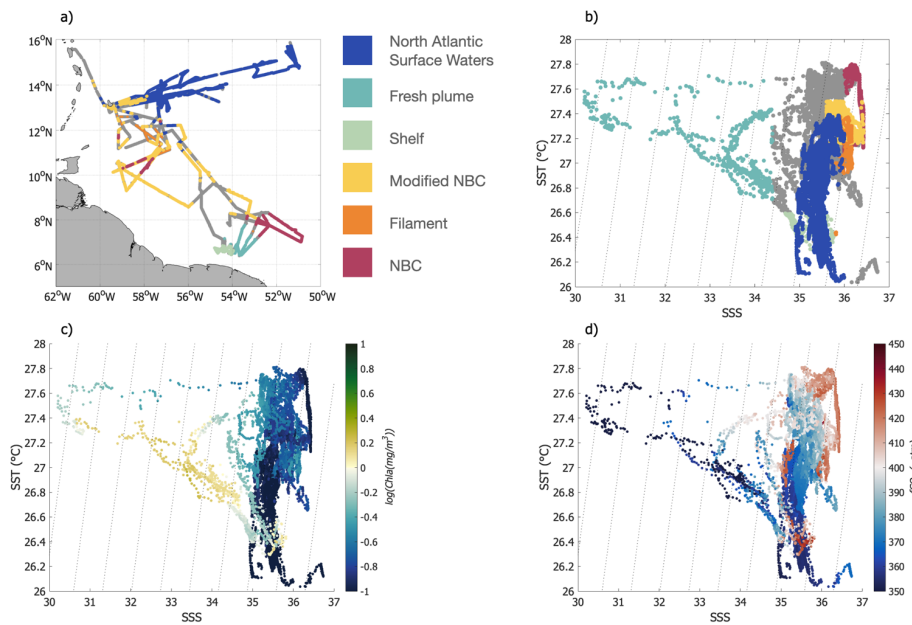 a)
16°N
14°N
12°N
10°N
8°N
6°N
62°W 60°W 58°W 56°W 54°W 52°W 50°W
North Atlantic
Surface Waters
Fresh plume
Shelf
Modified NBC
Filament
NBC
b)
28
27.8
27.6
27.4
27.2
27
26.8
26.6
26.4
26.2
26
SST (°C)
30 31 32 33 34 35 36 37
SSS
c)
28
27.8
27.6
27.4
27.2
27
26.8
26.6
26.4
26.2
26
SST (°C)
30 31 32 33 34 35 36 37
SSS
1
0.8
0.6
0.4
0.2
0
-0.2
-0.4
-0.6
-0.8
-1
log(Chla(mg/m³))
d)
28
27.8
27.6
27.4
27.2
27
26.8
26.6
26.4
26.2
26
SST (°C)
30 31 32 33 34 35 36 37
SSS
450
440
430
420
410
400
390
380
370
360
350